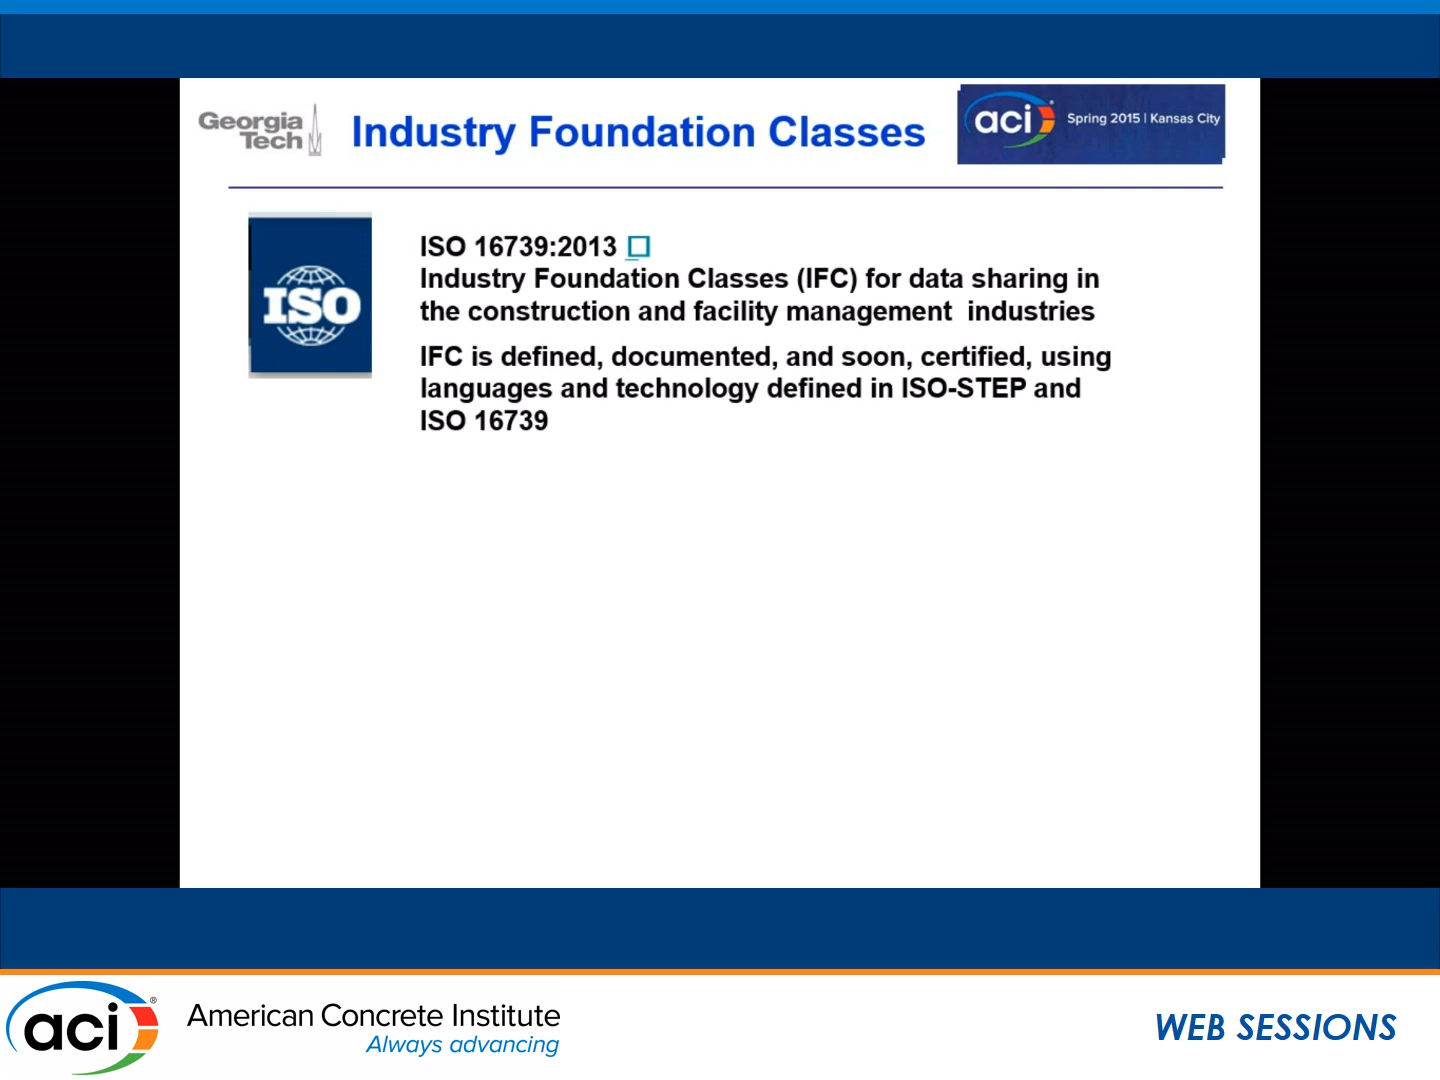 Georgia
Tech
Industry Foundation Classes
aci
Spring 2015 | Kansas City
ISO
ISO 16739:2013
Industry Foundation Classes (IFC) for data sharing in
the construction and facility management industries
IFC is defined, documented, and soon, certified, using
languages and technology defined in ISO-STEP and
ISO 16739
aci®
American Concrete Institute
Always advancing
WEB SESSIONS